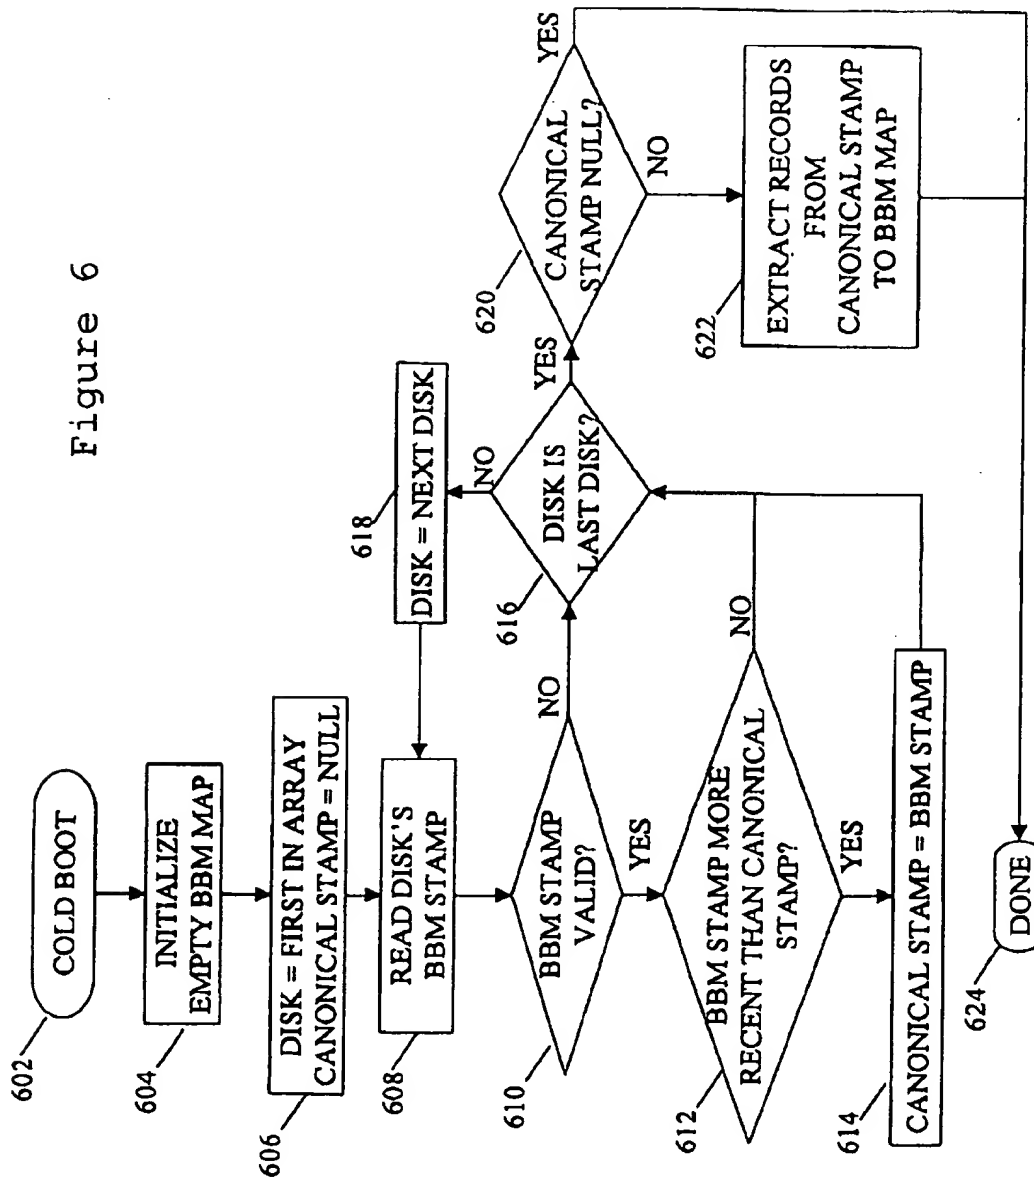 Figure 6
602
COLD BOOT
604
INITIALIZE
EMPTY BBM MAP
606
DISK = FIRST IN ARRAY
CANONICAL STAMP = NULL
608
READ DISK'S
BBM STAMP
610
BBM STAMP
VALID?
NO
YES
612
BBM STAMP MORE
RECENT THAN CANONICAL
STAMP?
NO
YES
614
CANONICAL STAMP = BBM STAMP
616
DISK IS
LAST DISK?
NO
YES
618
DISK = NEXT DISK
620
CANONICAL
STAMP NULL?
YES
NO
622
EXTRACT RECORDS
FROM
CANONICAL STAMP
TO BBM MAP
624
DONE